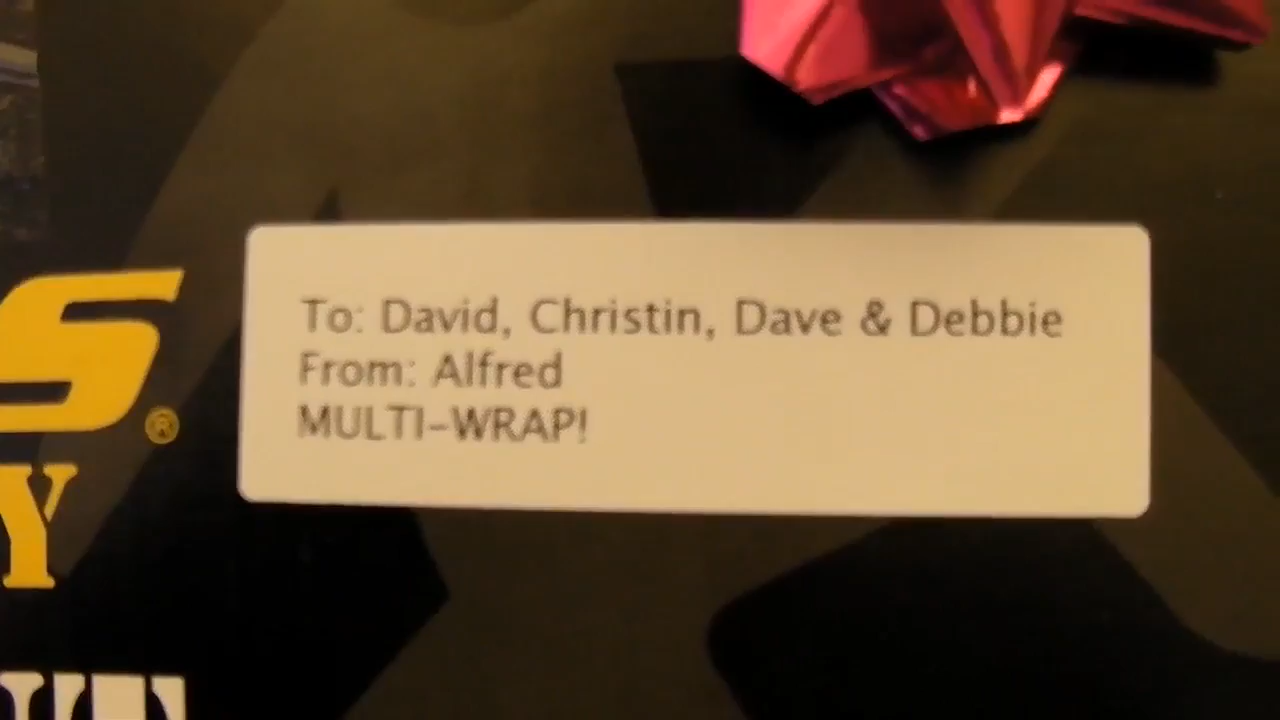 To: David, Christin, Dave & Debbie
From: Alfred
MULTI-WRAP!
S®
Y